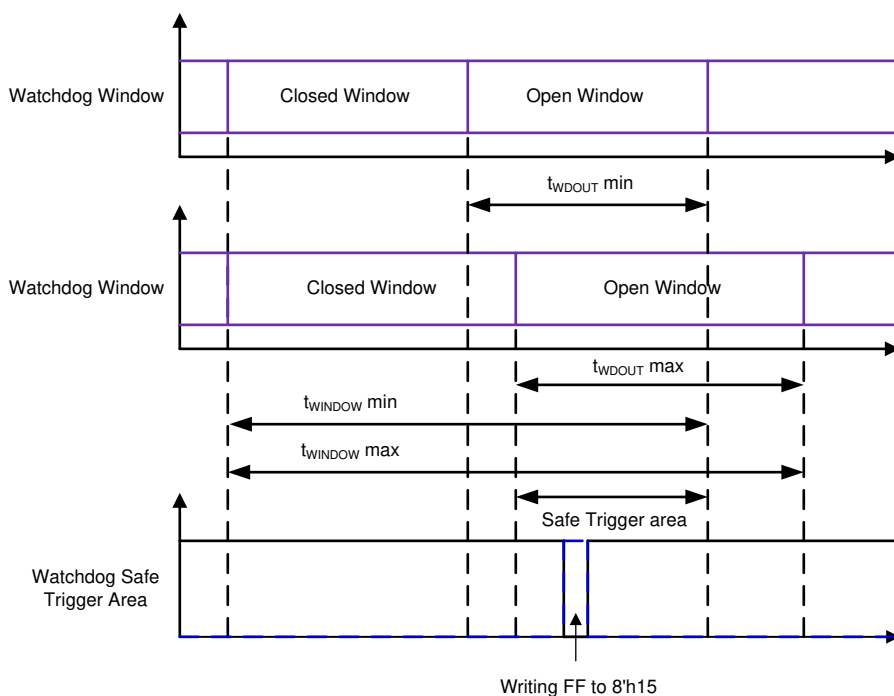 Watchdog Window
Closed Window
Open Window
tWDOUT min
Watchdog Window
Closed Window
Open Window
tWDOUT max
tWINDOW min
tWINDOW max
Safe Trigger area
Watchdog Safe
Trigger Area
Writing FF to 8'h15